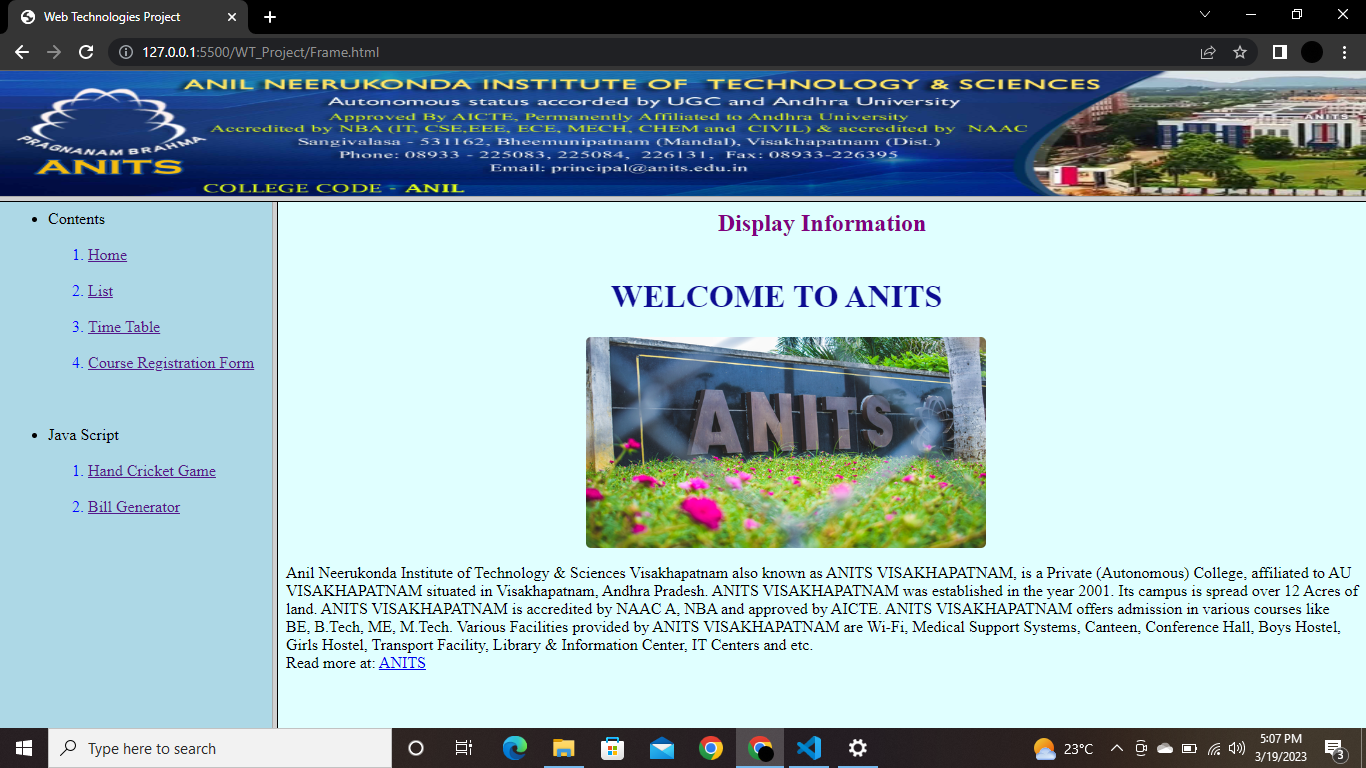 Web Technologies Project
127.0.0.1:5500/WT_Project/Frame.html
ANIL NEERUKONDA INSTITUTE OF TECHNOLOGY & SCIENCES
Autonomous status accorded by UGC and Andhra University
Approved By AICTE, Permanently Affiliated to Andhra University
Accredited by NBA (IT, CSE,EEE, ECE, MECH, CHEM and CIVIL) & accredited by NAAC
Sangivalasa - 531162, Bheemunipatnam (Mandal), Visakhapatnam (Dist.)
Phone: 08933 - 225083, 225084, 226131, Fax: 08933-226395
Email: principal@anits.edu.in
COLLEGE CODE - ANIL
PRAGNANAM BRAHMA
ANITS
ANITS
• Contents
1. Home
2. List
3. Time Table
4. Course Registration Form
• Java Script
1. Hand Cricket Game
2. Bill Generator
Display Information
WELCOME TO ANITS
ANITS
Anil Neerukonda Institute of Technology & Sciences Visakhapatnam also known as ANITS VISAKHAPATNAM, is a Private (Autonomous) College, affiliated to AU
VISAKHAPATNAM situated in Visakhapatnam, Andhra Pradesh. ANITS VISAKHAPATNAM was established in the year 2001. Its campus is spread over 12 Acres of
land. ANITS VISAKHAPATNAM is accredited by NAAC A, NBA and approved by AICTE. ANITS VISAKHAPATNAM offers admission in various courses like
BE, B.Tech, ME, M.Tech. Various Facilities provided by ANITS VISAKHAPATNAM are Wi-Fi, Medical Support Systems, Canteen, Conference Hall, Boys Hostel,
Girls Hostel, Transport Facility, Library & Information Center, IT Centers and etc.
Read more at: ANITS
Type here to search
23°C
5:07 PM
3/19/2023
3